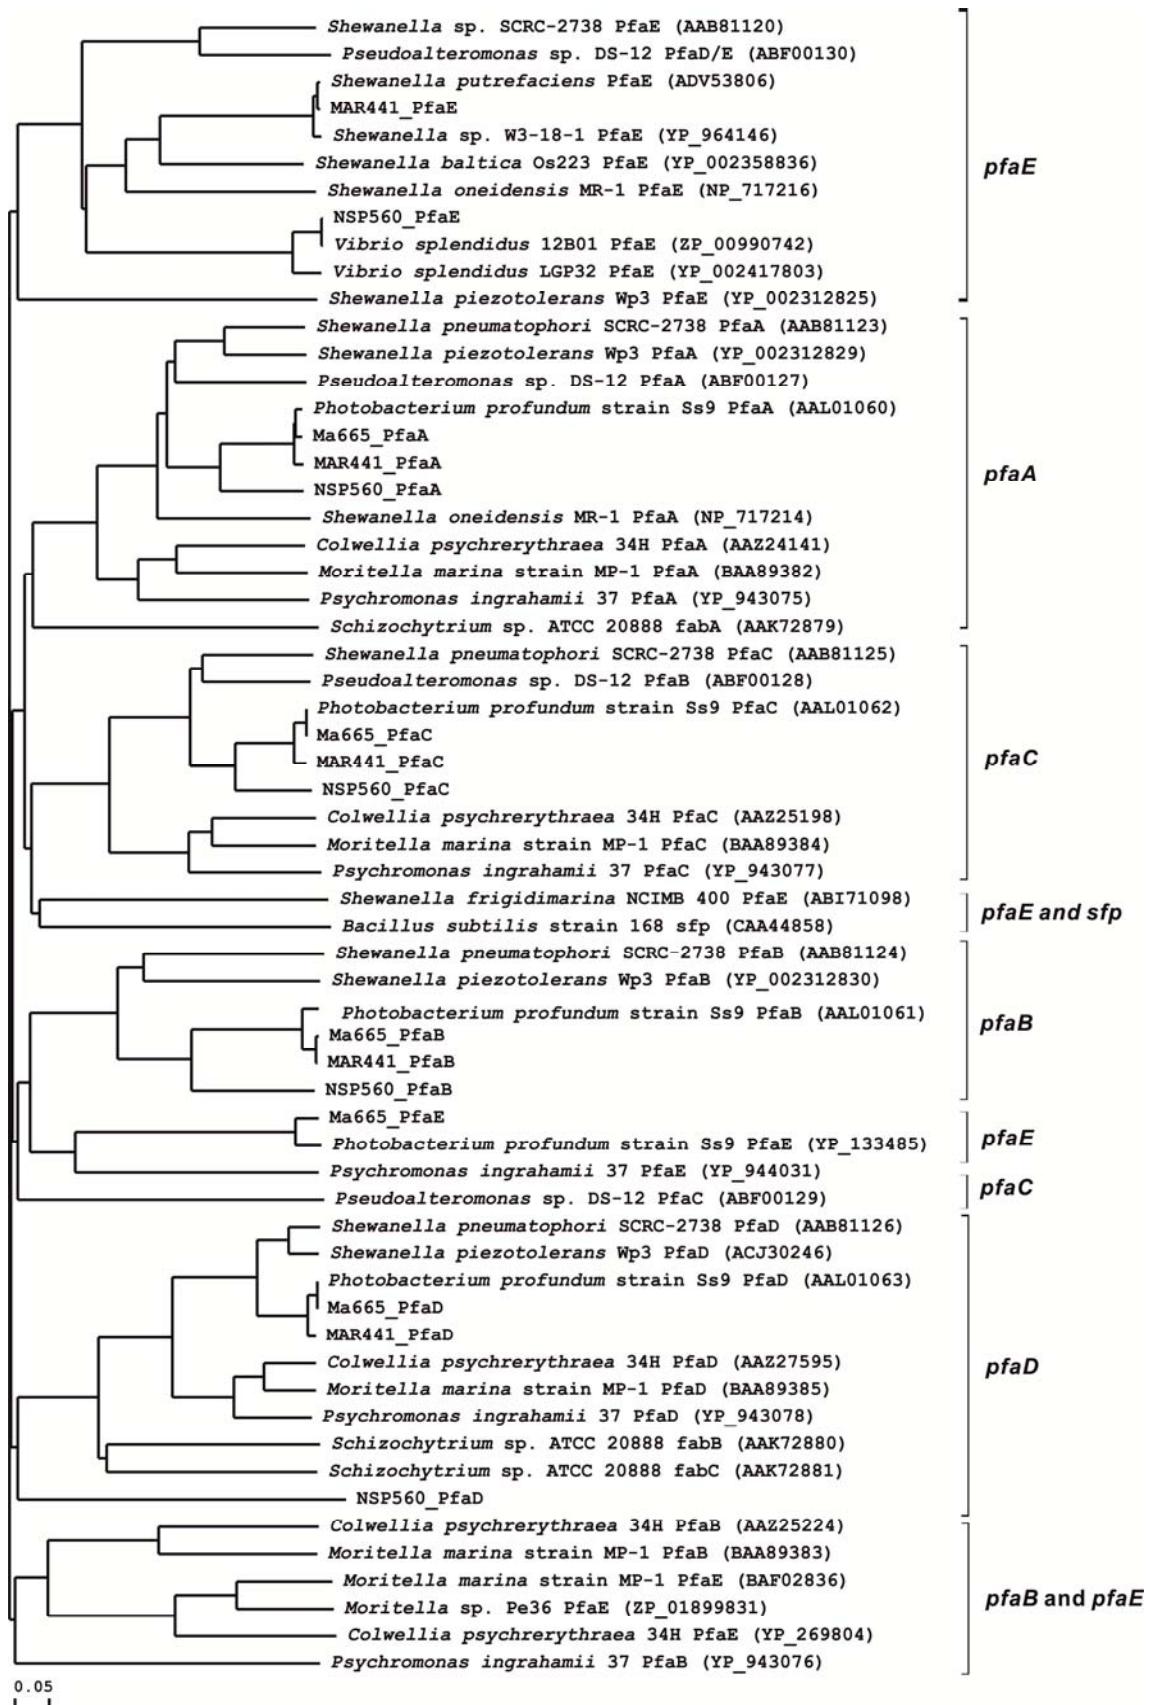 Shewanella sp. SCRC-2738 PfaE (AAB81120)
Pseudoalteromonas sp. DS-12 PfaD/E (ABF00130)
Shewanella putrefaciens PfaE (ADV53806)
MAR441_PfaE
Shewanella sp. W3-18-1 PfaE (YP_964146)
Shewanella baltica Os223 PfaE (YP_002358836)
pfaE
Shewanella oneidensis MR-1 PfaE (NP_717216)
NSP560_PfaE
Vibrio splendidus 12B01 PfaE (ZP_00990742)
Vibrio splendidus LGP32 PfaE (YP_002417803)
Shewanella piezotolerans Wp3 PfaE (YP_002312825)
Shewanella pneumatophori SCRC-2738 PfaA (AAB81123)
Shewanella piezotolerans Wp3 PfaA (YP_002312829)
Pseudoalteromonas sp. DS-12 PfaA (ABF00127)
Photobacterium profundum strain Ss9 PfaA (AAL01060)
Ma665_PfaA
MAR441_PfaA
pfaA
NSP560_PfaA
Shewanella oneidensis MR-1 PfaA (NP_717214)
Colwellia psychrerythraea 34H PfaA (AAZ24141)
Moritella marina strain MP-1 PfaA (BAA89382)
Psychromonas ingrahamii 37 PfaA (YP_943075)
Schizochytrium sp. ATCC 20888 fabA (AAK72879)
Shewanella pneumatophori SCRC-2738 PfaC (AAB81125)
Pseudoalteromonas sp. DS-12 PfaB (ABF00128)
Photobacterium profundum strain Ss9 PfaC (AAL01062)
Ma665_PfaC
MAR441_PfaC
pfaC
NSP560_PfaC
Colwellia psychrerythraea 34H PfaC (AAZ25198)
Moritella marina strain MP-1 PfaC (BAA89384)
Psychromonas ingrahamii 37 PfaC (YP_943077)
Shewanella frigidimarina NCIMB 400 PfaE (ABI71098)
pfaE and sfp
Bacillus subtilis strain 168 sfp (CAA44858)
Shewanella pneumatophori SCRC-2738 PfaB (AAB81124)
Shewanella piezotolerans Wp3 PfaB (YP_002312830)
Photobacterium profundum strain Ss9 PfaB (AAL01061)
pfaB
Ma665_PfaB
MAR441_PfaB
NSP560_PfaB
Ma665_PfaE
pfaE
Photobacterium profundum strain Ss9 PfaE (YP_133485)
Psychromonas ingrahamii 37 PfaE (YP_944031)
pfaC
Pseudoalteromonas sp. DS-12 PfaC (ABF00129)
Shewanella pneumatophori SCRC-2738 PfaD (AAB81126)
Shewanella piezotolerans Wp3 PfaD (ACJ30246)
Photobacterium profundum strain Ss9 PfaD (AAL01063)
Ma665_PfaD
MAR441_PfaD
Colwellia psychrerythraea 34H PfaD (AAZ27595)
pfaD
Moritella marina strain MP-1 PfaD (BAA89385)
Psychromonas ingrahamii 37 PfaD (YP_943078)
Schizochytrium sp. ATCC 20888 fabB (AAK72880)
Schizochytrium sp. ATCC 20888 fabC (AAK72881)
NSP560_PfaD
Colwellia psychrerythraea 34H PfaB (AAZ25224)
Moritella marina strain MP-1 PfaB (BAA89383)
Moritella marina strain MP-1 PfaE (BAF02836)
pfaB and pfaE
Moritella sp. Pe36 PfaE (ZP_01899831)
Colwellia psychrerythraea 34H PfaE (YP_269804)
Psychromonas ingrahamii 37 PfaB (YP_943076)
0.05